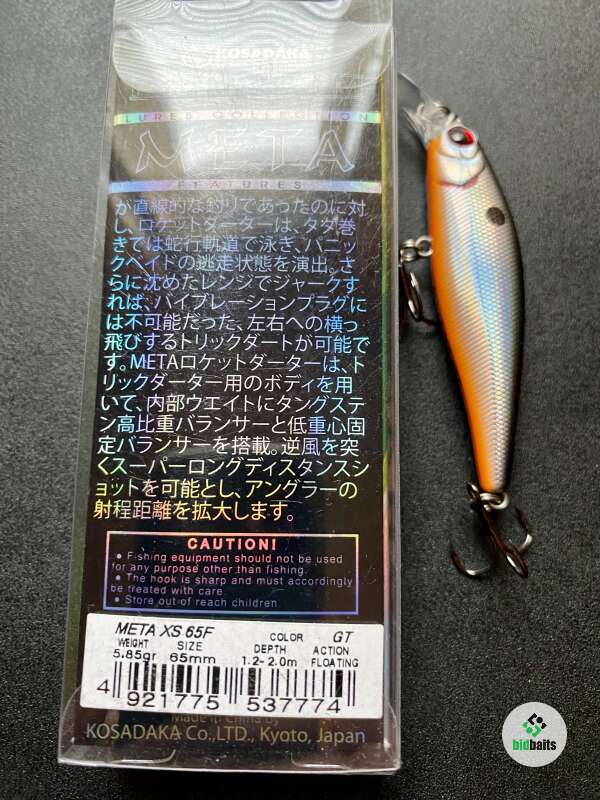 KOSADAKA
LURES COLLECTION
META
FEATURES
が直線的な釣りであったのに対
し、ロケットダーターは、タダ巻
きでは蛇行軌道で泳ぎ、パニッ
クベイドの逃走状態を演出。さ
らに沈めたレンジでジャークす
れば、バイブレーションプラグに
は不可能だった、左右への横っ
飛びするトリックダートが可能で
す。METAロケットダーターは、ト
リックダーター用のボディを用
いて、内部ウエイトにタングステ
ン高比重バランサーと低重心固
定バランサーを搭載。逆風を突
くスーパーロングディスタンスシ
ョットを可能とし、アングラーの
射程距離を拡大します。
CAUTION!
• Fishing equipment should not be used
for any purpose other than fishing.
• The hook is sharp and must accordingly
be treated with care.
• Store out of reach children.
META XS 65F COLOR GT
WEIGHT SIZE DEPTH ACTION
5.85gr 65mm 1.2-2.0m FLOATING
4 921775 537774
Made in China by
KOSADAKA Co.,LTD., Kyoto, Japan
bidbaits